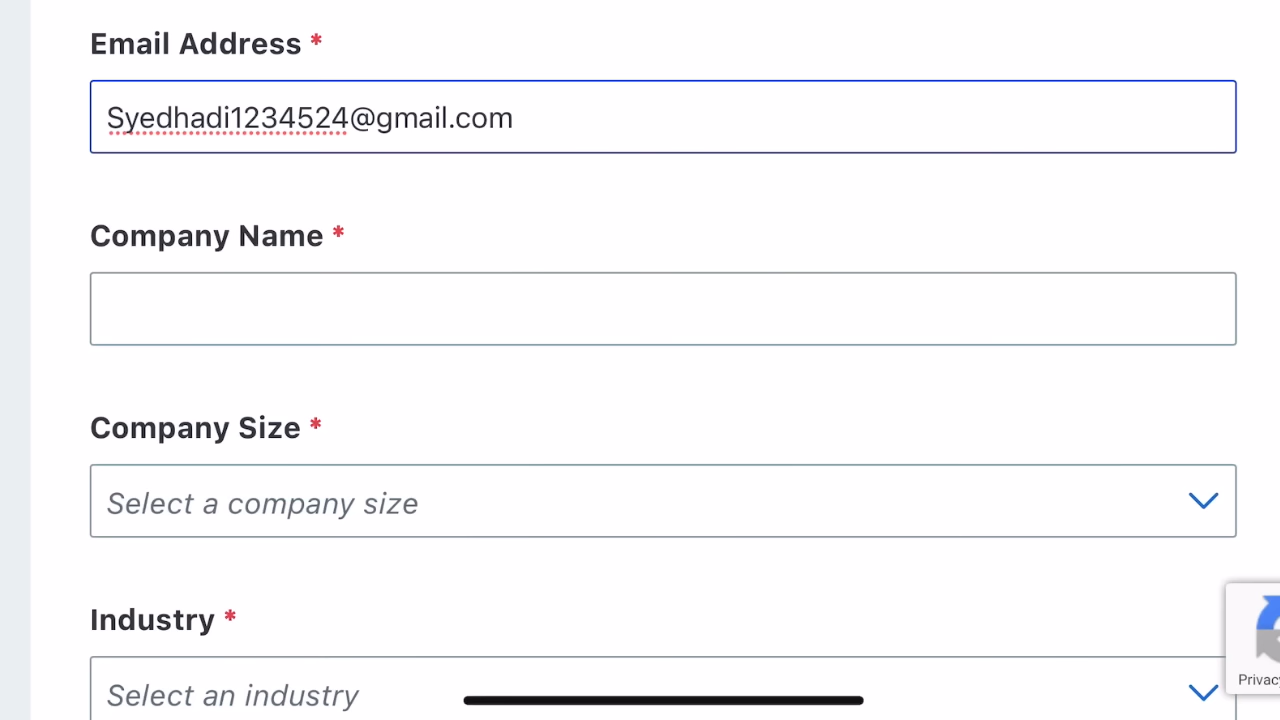 Email Address *
Syedhadi1234524@gmail.com
Company Name *
Company Size *
Select a company size
Industry *
Select an industry